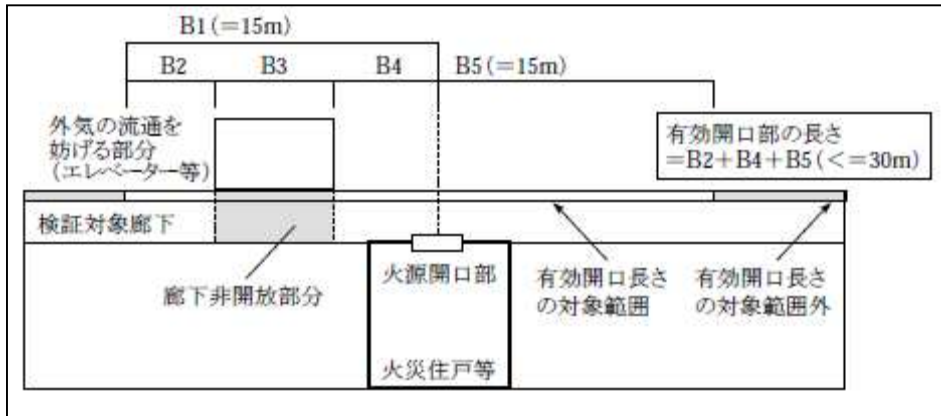 B1(=15m)
B2
B3
B4
B5(=15m)
外気の流通を
妨げる部分
(エレベーター等)
有効開口部の長さ
=B2+B4+B5(<=30m)
検証対象廊下
廊下非開放部分
火源開口部
有効開口長さ
の対象範囲
有効開口長さ
の対象範囲外
火災住戸等